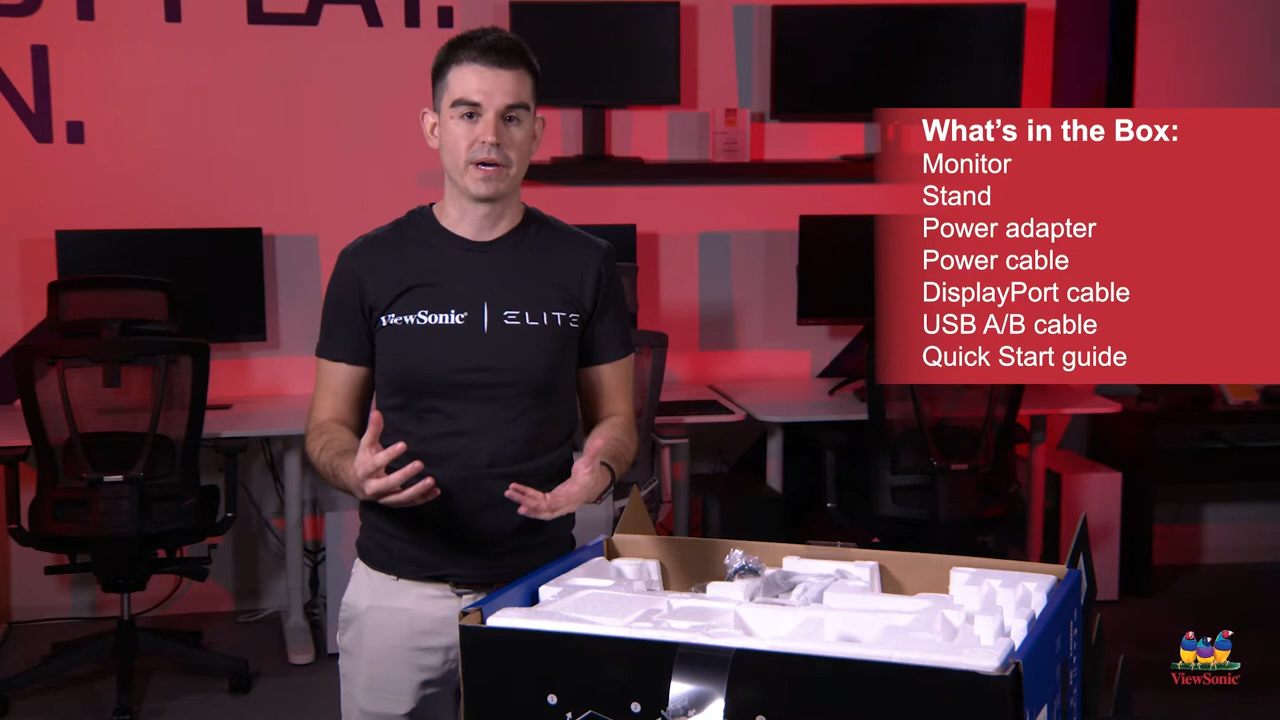 PLAY.
N.
What's in the Box:
Monitor
Stand
Power adapter
Power cable
DisplayPort cable
USB A/B cable
Quick Start guide
ViewSonic | ELITE
ViewSonic